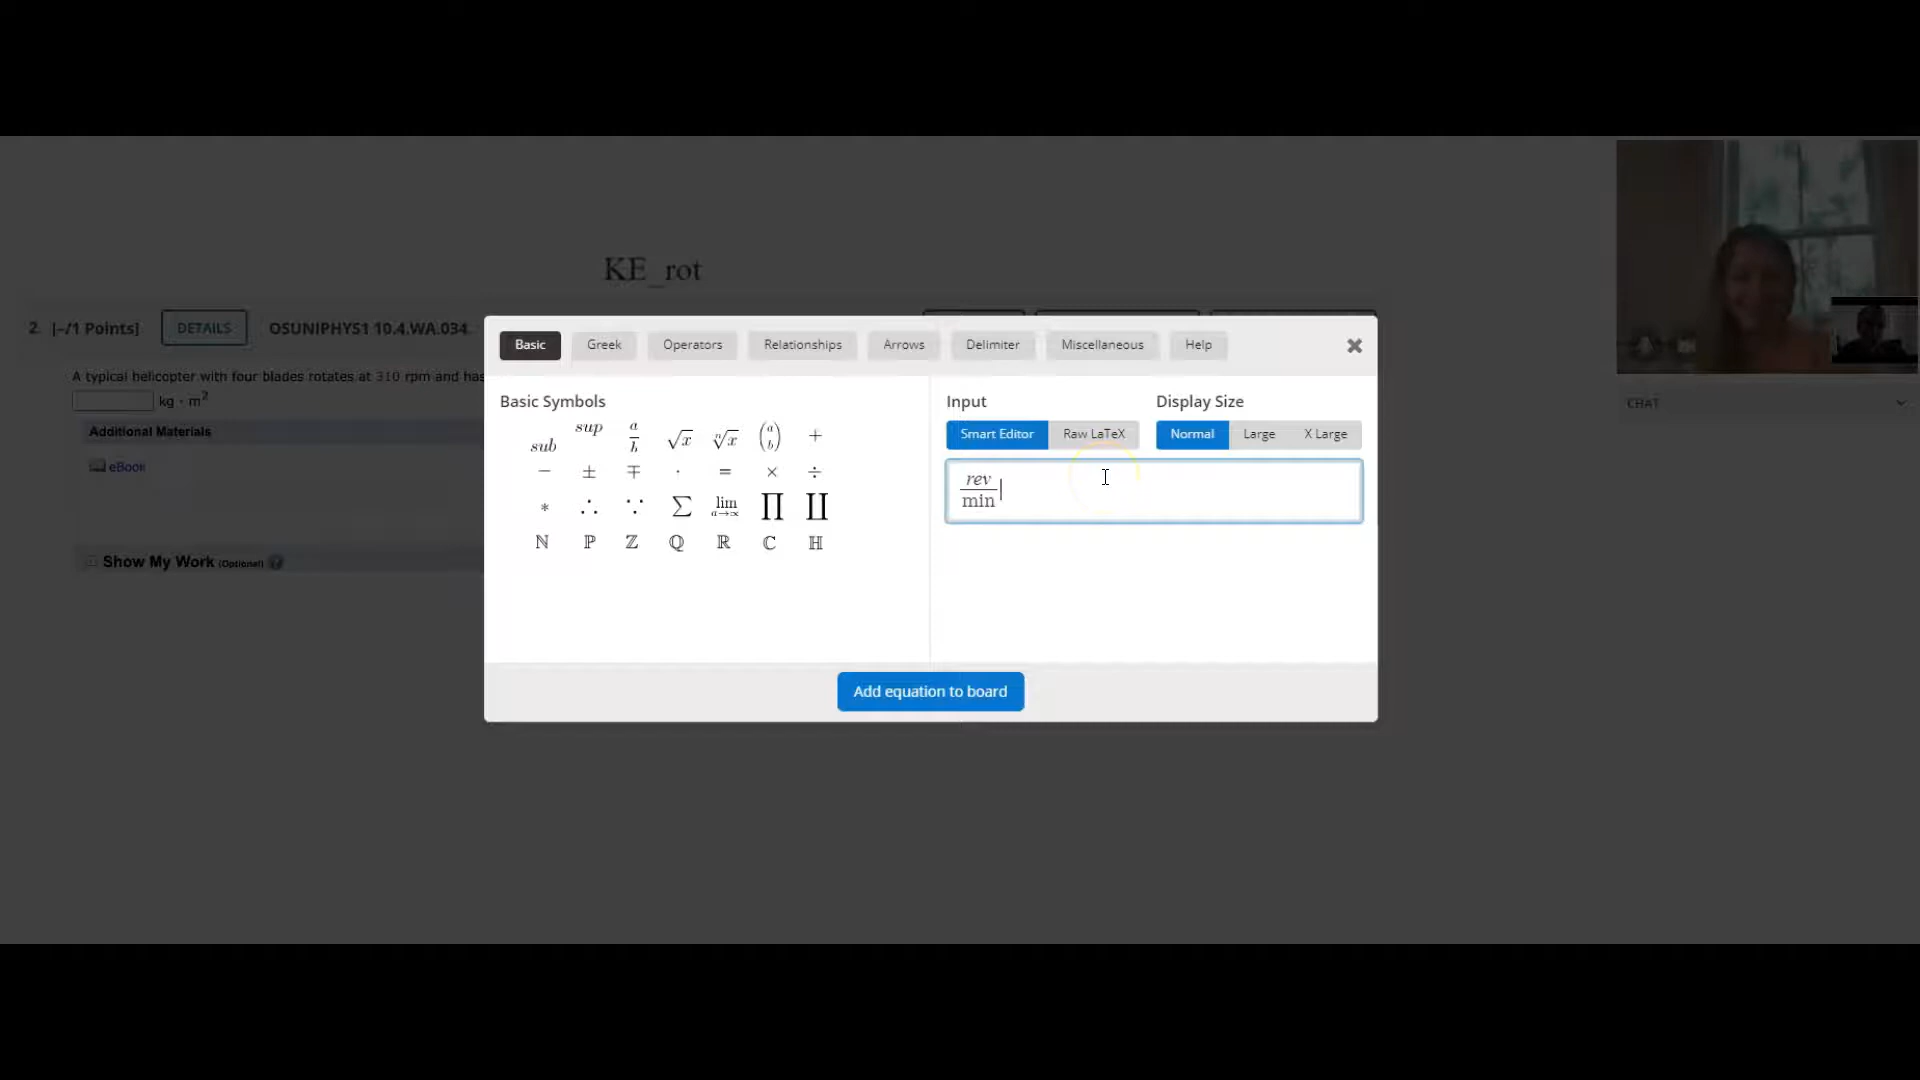 KE_rot
2. [-/1 Points] DETAILS OSUNIPHYS1 10.4.WA.034.
A typical helicopter with four blades rotates at 310 rpm and has
kg · m²
Additional Materials
eBook
Show My Work (Optional) ?
Basic Greek Operators Relationships Arrows Delimiter Miscellaneous Help
Basic Symbols
sub sup a/b √x ⁿ√x (a b) +
− ± ∓ · = × ÷
* ∴ ∵ ∑ lim a→∞ ∏ ∐
ℕ ℙ ℤ ℚ ℝ ℂ ℍ
Input Display Size
Smart Editor Raw LaTeX Normal Large X Large
rev
min
Add equation to board
CHAT